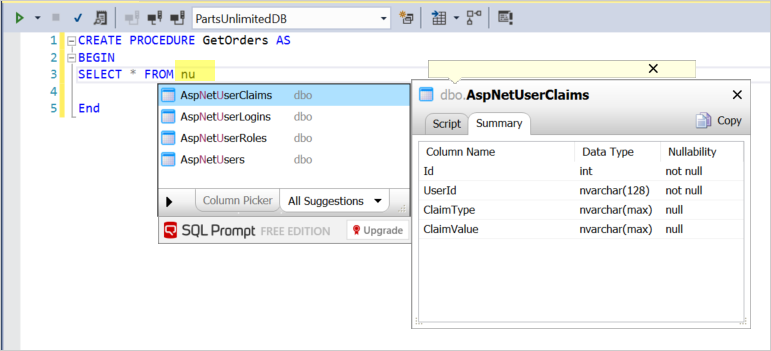 PartsUnlimitedDB
1 CREATE PROCEDURE GetOrders AS
2 BEGIN
3 SELECT * FROM nu
4
5 End
AspNetUserClaims dbo
AspNetUserLogins dbo
AspNetUserRoles dbo
AspNetUsers dbo
Column Picker All Suggestions
SQL Prompt FREE EDITION Upgrade
dbo.AspNetUserClaims
Script Summary Copy
Column Name Data Type Nullability
Id int not null
UserId nvarchar(128) not null
ClaimType nvarchar(max) null
ClaimValue nvarchar(max) null